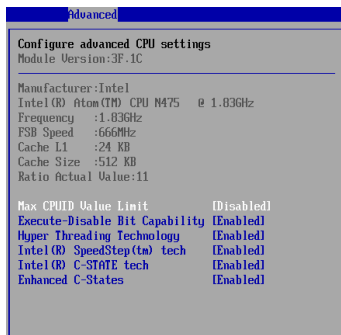 Advanced
Configure advanced CPU settings
Module Version:3F.1C
Manufacturer:Intel
Intel(R) Atom(TM) CPU N475 @ 1.83GHz
Frequency :1.83GHz
FSB Speed :666MHz
Cache L1 :24 KB
Cache Size :512 KB
Ratio Actual Value:11
Max CPUID Value Limit [Disabled]
Execute-Disable Bit Capability [Enabled]
Hyper Threading Technology [Enabled]
Intel(R) SpeedStep(tm) tech [Enabled]
Intel(R) C-STATE tech [Enabled]
Enhanced C-States [Enabled]